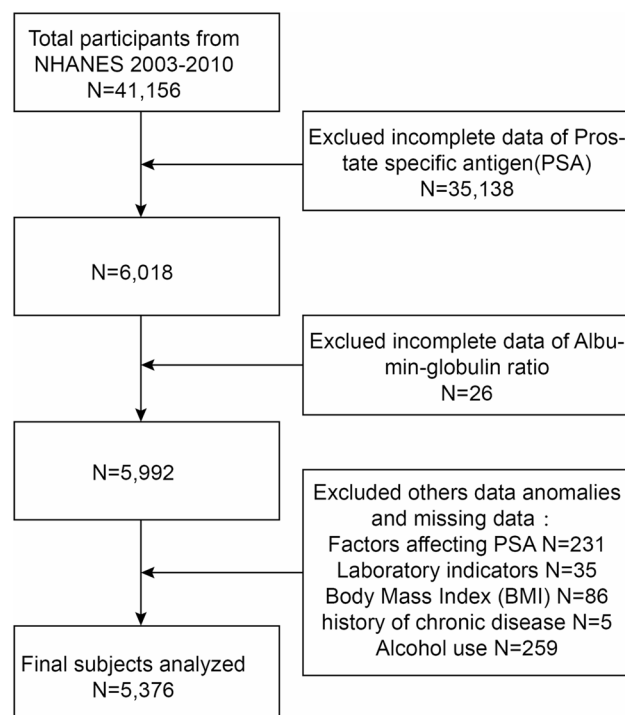 Total participants from
NHANES 2003-2010
N=41,156
Exclued incomplete data of Pros-
tate specific antigen(PSA)
N=35,138
N=6,018
Exclued incomplete data of Albu-
min-globulin ratio
N=26
N=5,992
Excluded others data anomalies
and missing data :
Factors affecting PSA N=231
Laboratory indicators N=35
Body Mass Index (BMI) N=86
history of chronic disease N=5
Alcohol use N=259
Final subjects analyzed
N=5,376